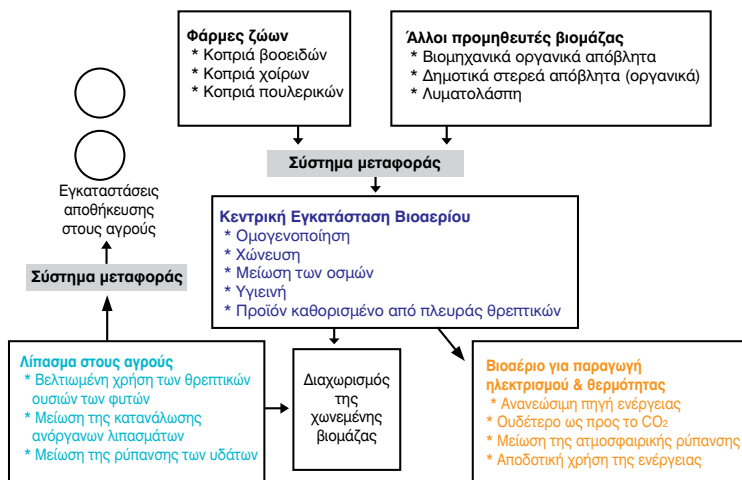 Φάρμες ζώων
* Κοπριά βοοειδών
* Κοπριά χοίρων
* Κοπριά πουλερικών
Άλλοι προμηθευτές βιομάζας
* Βιομηχανικά οργανικά απόβλητα
* Δημοτικά στερεά απόβλητα (οργανικά)
* Λυματολάσπη
Σύστημα μεταφοράς
Εγκαταστάσεις
αποθήκευσης
στους αγρούς
Σύστημα μεταφοράς
Κεντρική Εγκατάσταση Βιοαερίου
* Ομογενοποίηση
* Χώνευση
* Μείωση των οσμών
* Υγιεινή
* Προϊόν καθορισμένο από πλευράς θρεπτικών
Λίπασμα στους αγρούς
* Βελτιωμένη χρήση των θρεπτικών
ουσιών των φυτών
* Μείωση της κατανάλωσης
ανόργανων λιπασμάτων
* Μείωση της ρύπανσης των υδάτων
Διαχωρισμός
της
χωνεμένης
βιομάζας
Βιοαέριο για παραγωγή
ηλεκτρισμού & θερμότητας
* Ανανεώσιμη πηγή ενέργειας
* Ουδέτερο ως προς το CO₂
* Μείωση της ατμοσφαιρικής ρύπανσης
* Αποδοτική χρήση της ενέργειας